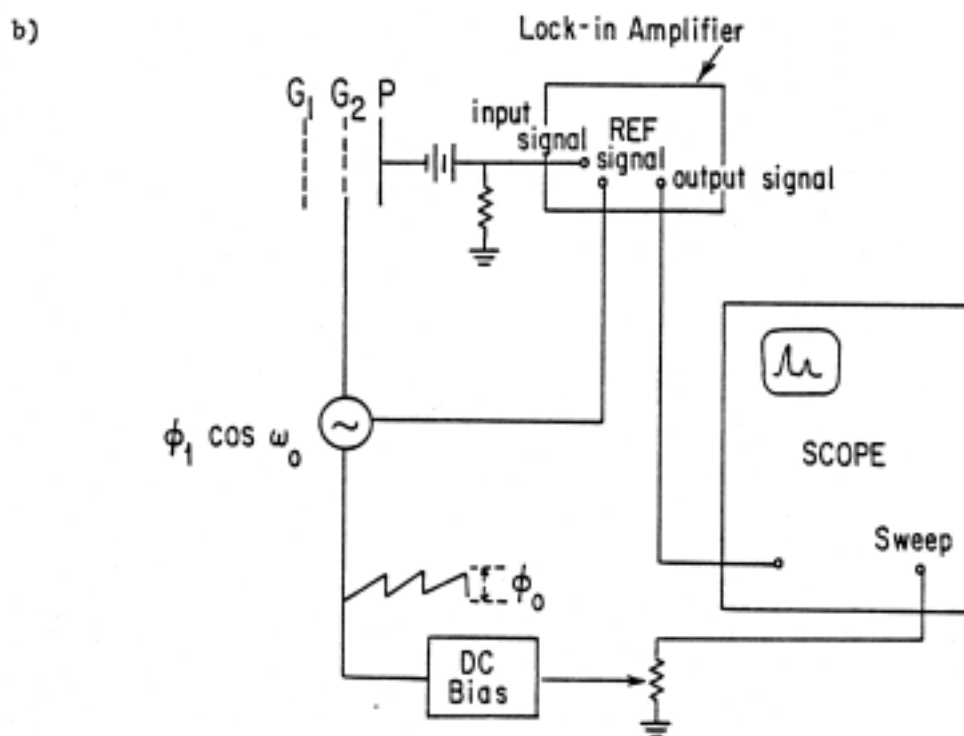 b)
Lock-in Amplifier
G₁ G₂ P
input
signal
REF
signal
output signal
ϕ₁ cos ω₀
SCOPE
Sweep
ϕ₀
DC
Bias